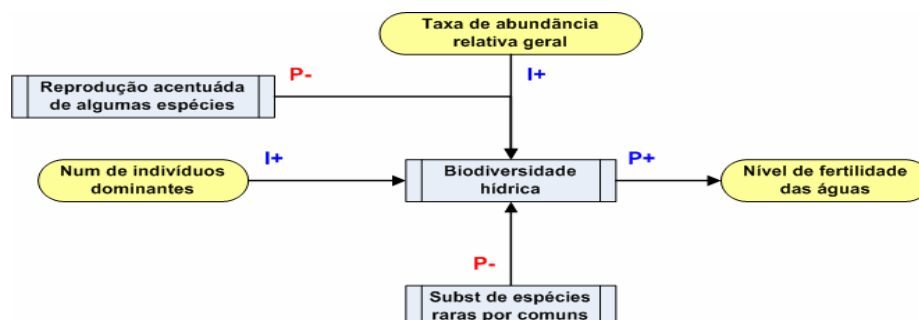 Taxa de abundância
relativa geral
P-
I+
Reprodução acentuáda
de algumas espécies
I+
P+
Num de indivíduos
dominantes
Biodiversidade
hídrica
Nível de fertilidade
das águas
P-
Subst de espécies
raras por comuns